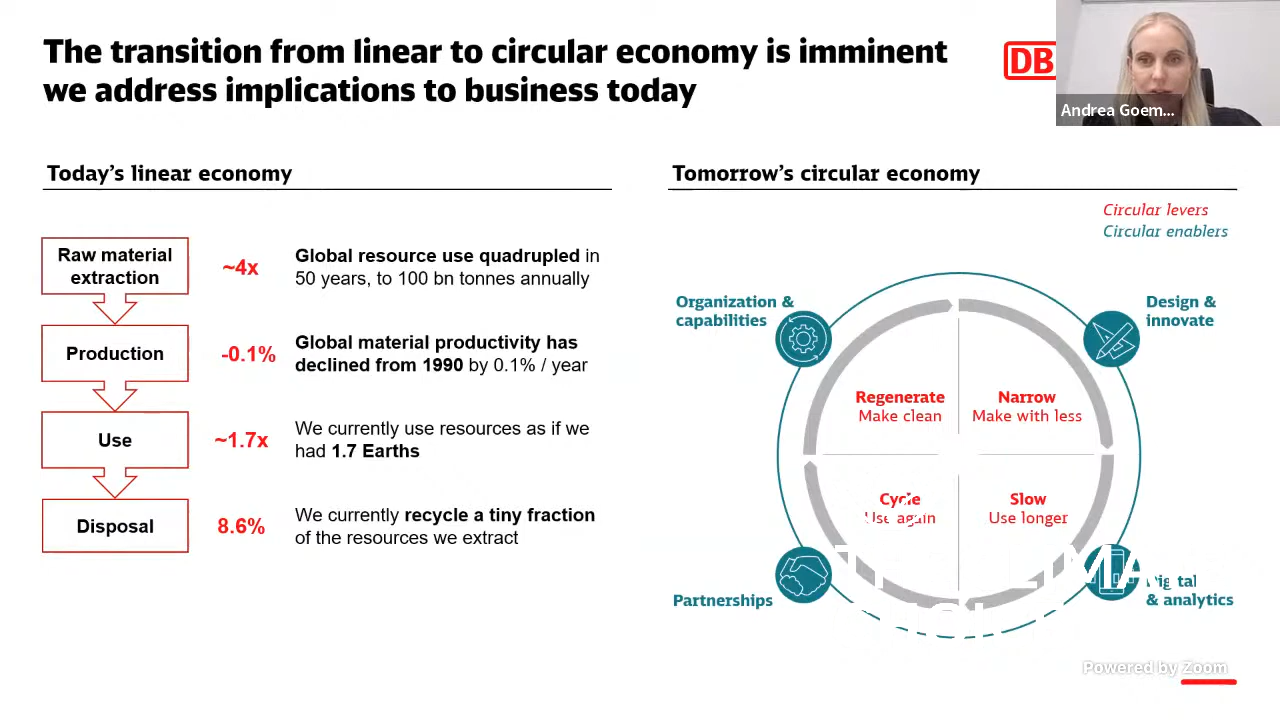 The transition from linear to circular economy is imminent
we address implications to business today
DB
Andrea Goem...
Today's linear economy
Raw material
extraction
~4x
Global resource use quadrupled in
50 years, to 100 bn tonnes annually
Production
-0.1%
Global material productivity has
declined from 1990 by 0.1% / year
Use
~1.7x
We currently use resources as if we
had 1.7 Earths
Disposal
8.6%
We currently recycle a tiny fraction
of the resources we extract
Tomorrow's circular economy
Circular levers
Circular enablers
Organization &
capabilities
Design &
innovate
Regenerate
Make clean
Narrow
Make with less
Cycle
Use again
Slow
Use longer
Partnerships
Digital
& analytics
Powered by Zoom